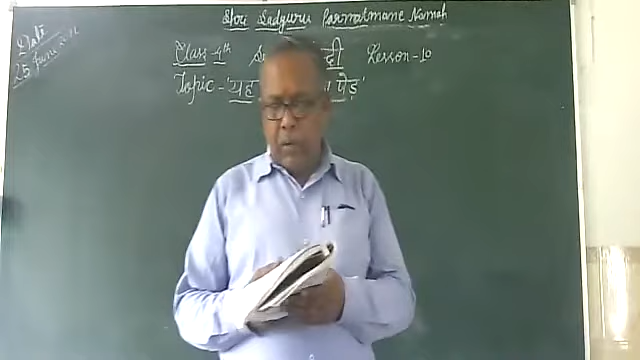 Shri Sadguru Parmatmane Namah
Date
25 June
Class 4th Lesson-10
Topic - 'यह पेड़'